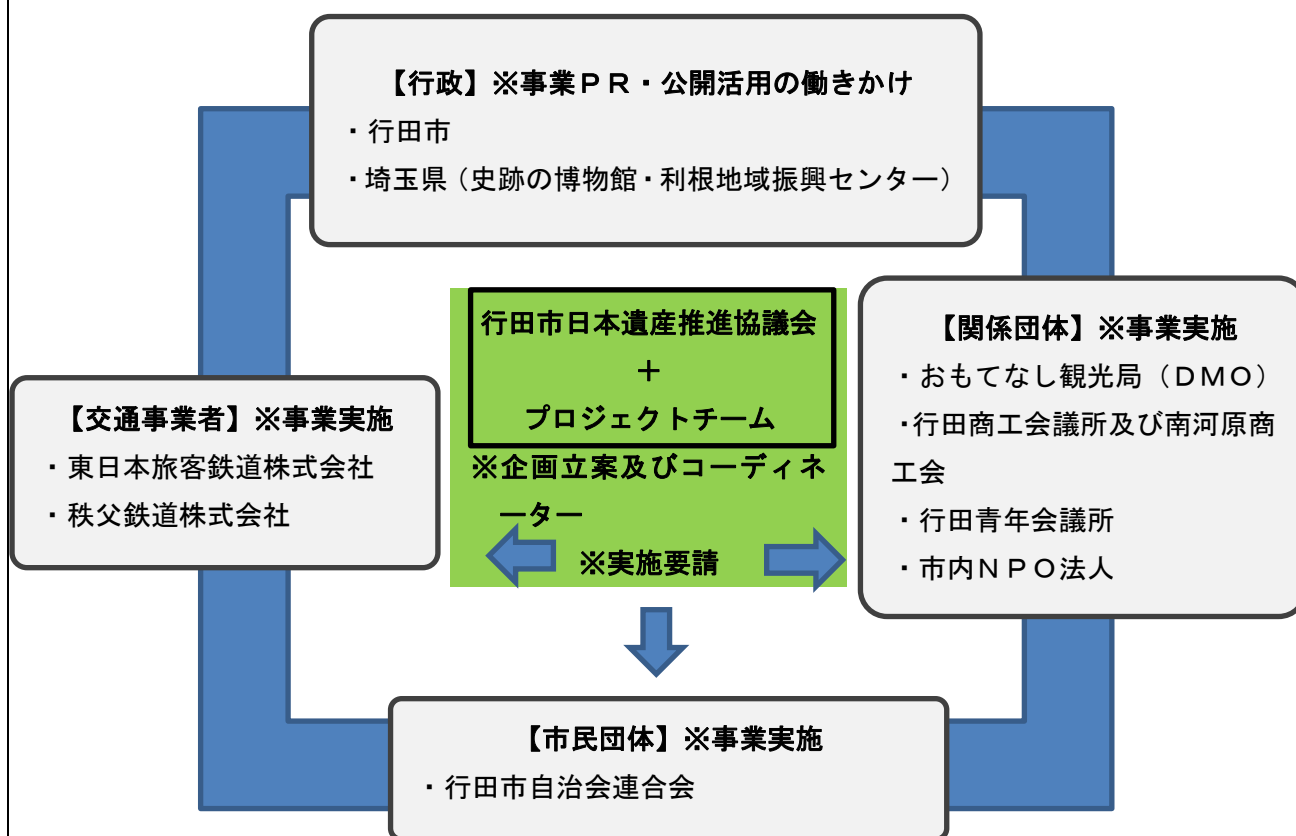 【行政】※事業ＰＲ・公開活用の働きかけ
・行田市
・埼玉県（史跡の博物館・利根地域振興センター）
行田市日本遺産推進協議会
＋
プロジェクトチーム
※企画立案及びコーディネ
ーター
※実施要請
【交通事業者】※事業実施
・東日本旅客鉄道株式会社
・秩父鉄道株式会社
【関係団体】※事業実施
・おもてなし観光局（ＤＭＯ）
・行田商工会議所及び南河原商
工会
・行田青年会議所
・市内ＮＰＯ法人
【市民団体】※事業実施
・行田市自治会連合会